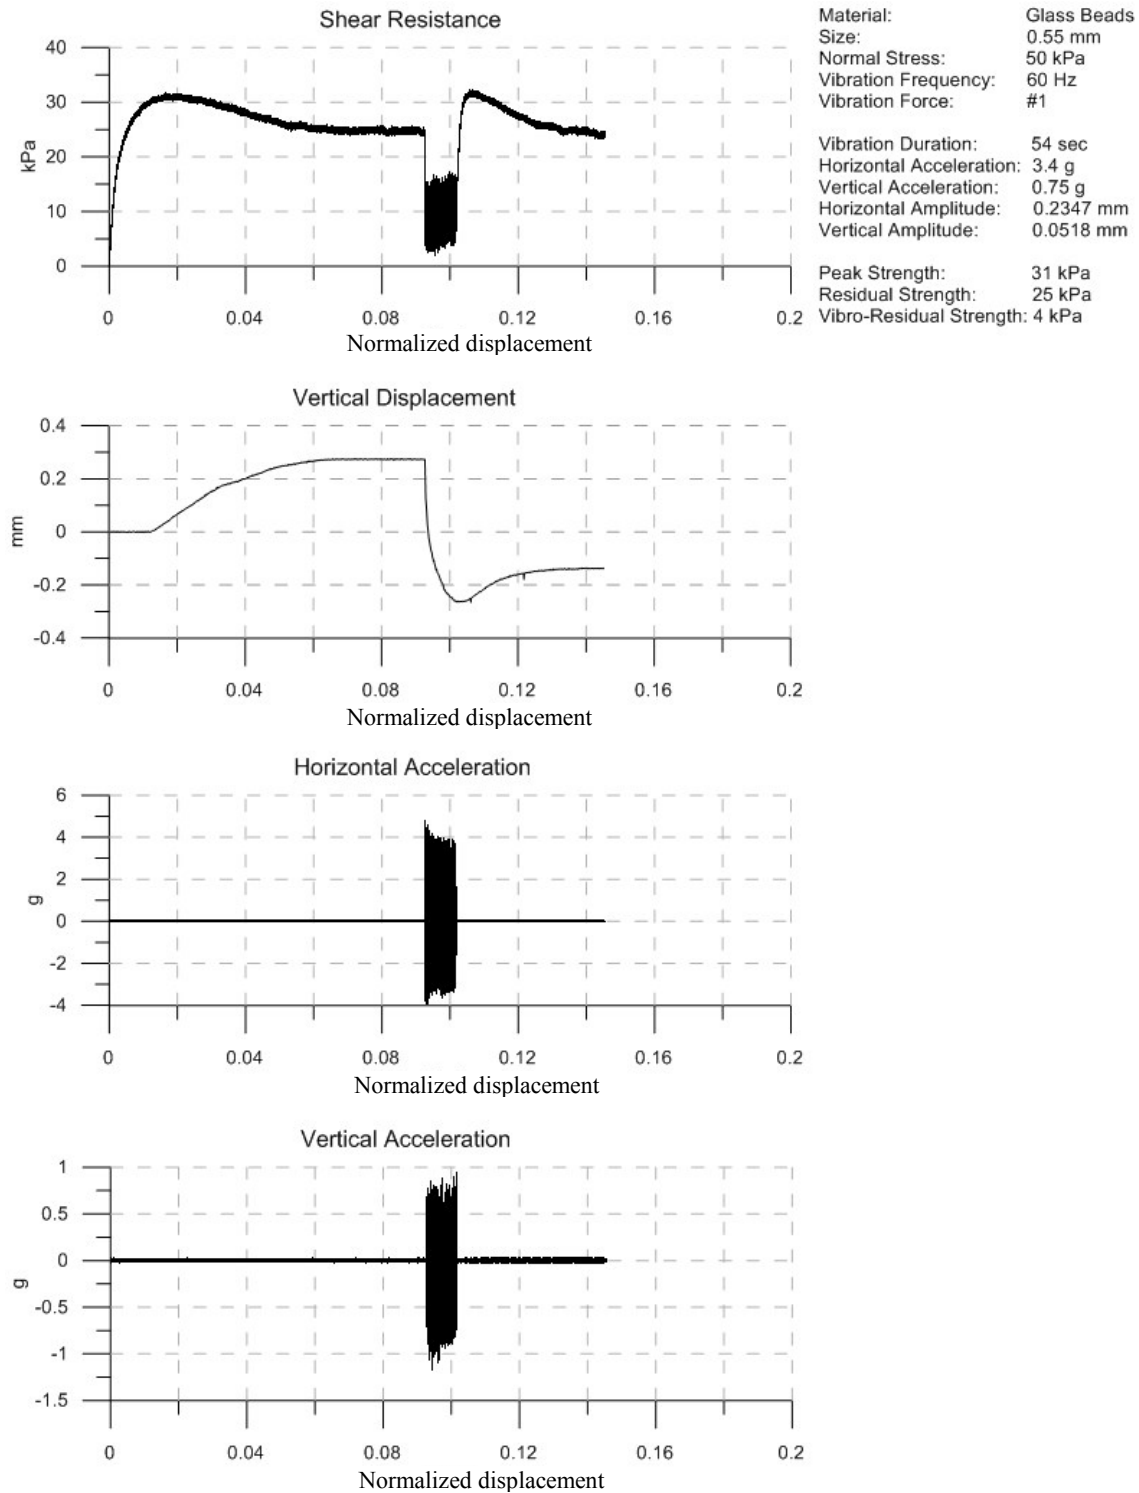 Shear Resistance
40
30
20
10
0
kPa
0 0.04 0.08 0.12 0.16 0.2
Normalized displacement
Material: Glass Beads
Size: 0.55 mm
Normal Stress: 50 kPa
Vibration Frequency: 60 Hz
Vibration Force: #1
Vibration Duration: 54 sec
Horizontal Acceleration: 3.4 g
Vertical Acceleration: 0.75 g
Horizontal Amplitude: 0.2347 mm
Vertical Amplitude: 0.0518 mm
Peak Strength: 31 kPa
Residual Strength: 25 kPa
Vibro-Residual Strength: 4 kPa
Vertical Displacement
0.4
0.2
0
-0.2
-0.4
mm
0 0.04 0.08 0.12 0.16 0.2
Normalized displacement
Horizontal Acceleration
6
4
2
0
-2
-4
g
0 0.04 0.08 0.12 0.16 0.2
Normalized displacement
Vertical Acceleration
1
0.5
0
-0.5
-1
-1.5
g
0 0.04 0.08 0.12 0.16 0.2
Normalized displacement